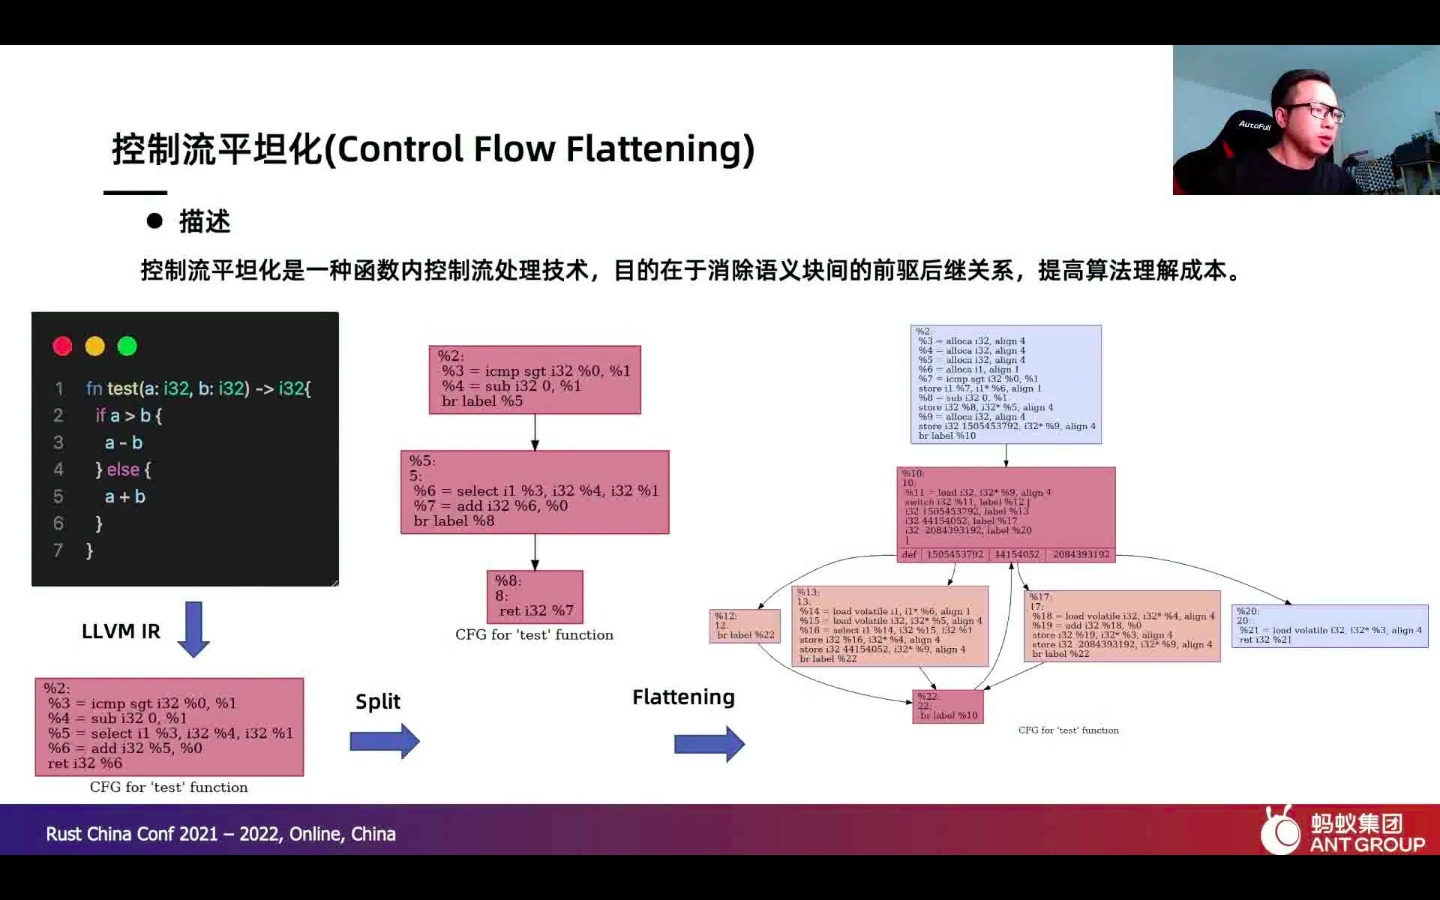 AutoFull
控制流平坦化(Control Flow Flattening)
● 描述
控制流平坦化是一种函数内控制流处理技术，目的在于消除语义块间的前驱后继关系，提高算法理解成本。
1 fn test(a: i32, b: i32) -> i32{
2 if a > b {
3 a - b
4 } else {
5 a + b
6 }
7 }
LLVM IR
%2:
%3 = icmp sgt i32 %0, %1
%4 = sub i32 0, %1
%5 = select i1 %3, i32 %4, i32 %1
%6 = add i32 %5, %0
ret i32 %6
CFG for 'test' function
Split
%2:
%3 = icmp sgt i32 %0, %1
%4 = sub i32 0, %1
br label %5
%5:
5:
%6 = select i1 %3, i32 %4, i32 %1
%7 = add i32 %6, %0
br label %8
%8:
8:
ret i32 %7
CFG for 'test' function
Flattening
%2:
%3 = alloca i32, align 4
%4 = alloca i32, align 4
%5 = alloca i32, align 4
%6 = alloca i1, align 1
%7 = icmp sgt i32 %0, %1
store i1 %7, i1* %6, align 1
%8 = sub i32 0, %1
store i32 %8, i32* %5, align 4
%9 = alloca i32, align 4
store i32 1505453792, i32* %9, align 4
br label %10
%10:
10:
%11 = load i32, i32* %9, align 4
switch i32 %11, label %12 [
i32 1505453792, label %13
i32 44154052, label %17
i32 -2084393192, label %20
]
def 1505453792 44154052 -2084393192
%12:
12:
br label %22
%13:
13:
%14 = load volatile i1, i1* %6, align 1
%15 = load volatile i32, i32* %5, align 4
%16 = select i1 %14, i32 %15, i32 %1
store i32 %16, i32* %4, align 4
store i32 44154052, i32* %9, align 4
br label %22
%17:
17:
%18 = load volatile i32, i32* %4, align 4
%19 = add i32 %18, %0
store i32 %19, i32* %3, align 4
store i32 -2084393192, i32* %9, align 4
br label %22
%20:
20:
%21 = load volatile i32, i32* %3, align 4
ret i32 %21
%22:
22:
br label %10
CFG for 'test' function
Rust China Conf 2021 – 2022, Online, China
蚂蚁集团
ANT GROUP